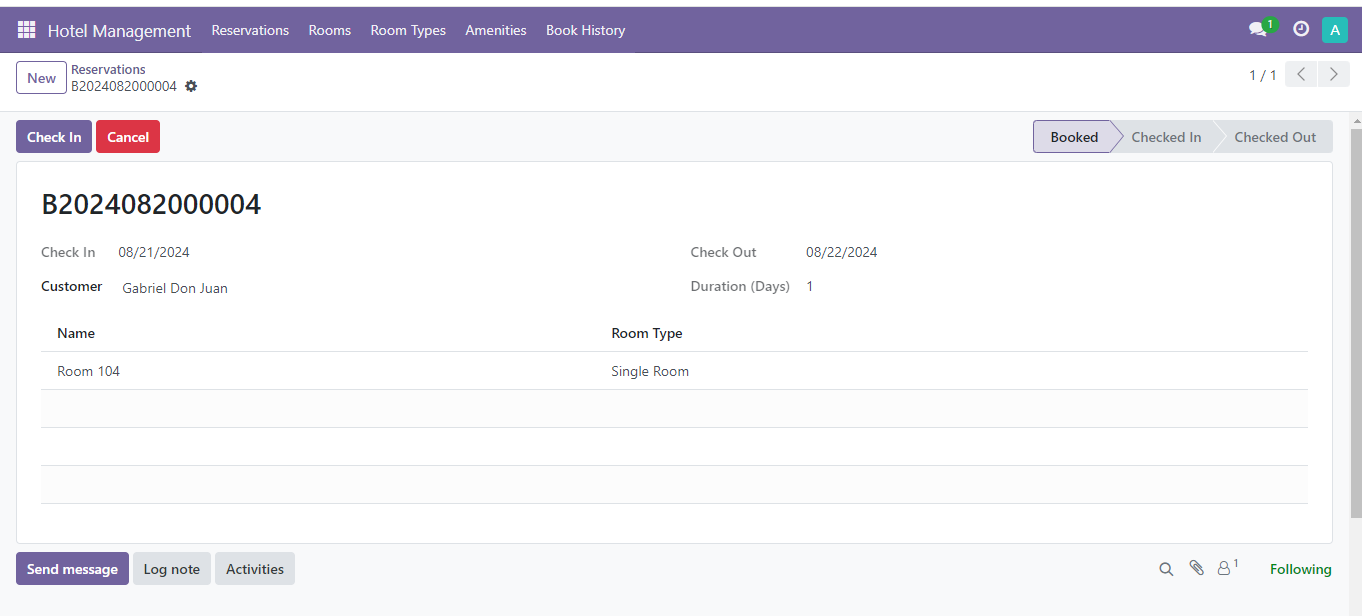 Hotel Management Reservations Rooms Room Types Amenities Book History 1 A
New Reservations 1 / 1
B2024082000004
Check In Cancel Booked Checked In Checked Out
B2024082000004
Check In 08/21/2024 Check Out 08/22/2024
Customer Gabriel Don Juan Duration (Days) 1
Name Room Type
Room 104 Single Room
Send message Log note Activities 1 Following